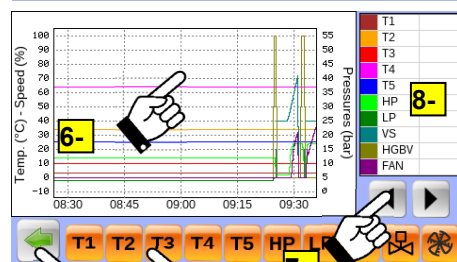 100
90
80
70
60
50
40
30
20
10
0
-10
Temp. (°C) - Speed (%)
55
50
45
40
35
30
25
20
15
10
5
0
Pressures (bar)
08:30 08:45 09:00 09:15 09:30
6-
T1
T2
T3
T4
T5
HP
LP
VS
HGBV
FAN
8-
T1 T2 T3 T4 T5 HP